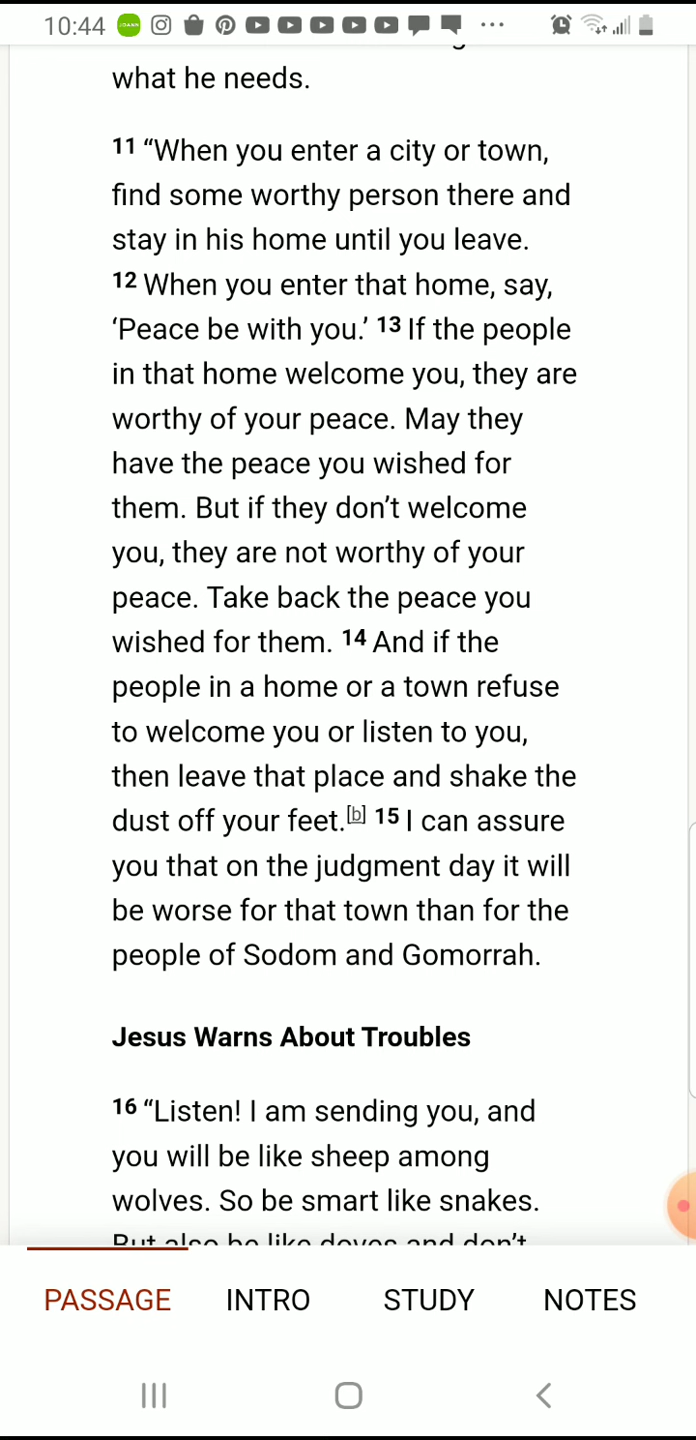 10:44
JOANN
what he needs.
11 “When you enter a city or town,
find some worthy person there and
stay in his home until you leave.
12 When you enter that home, say,
‘Peace be with you.’ 13 If the people
in that home welcome you, they are
worthy of your peace. May they
have the peace you wished for
them. But if they don’t welcome
you, they are not worthy of your
peace. Take back the peace you
wished for them. 14 And if the
people in a home or a town refuse
to welcome you or listen to you,
then leave that place and shake the
dust off your feet.[b] 15 I can assure
you that on the judgment day it will
be worse for that town than for the
people of Sodom and Gomorrah.
Jesus Warns About Troubles
16 “Listen! I am sending you, and
you will be like sheep among
wolves. So be smart like snakes.
But also be like doves and don’t
PASSAGE INTRO STUDY NOTES